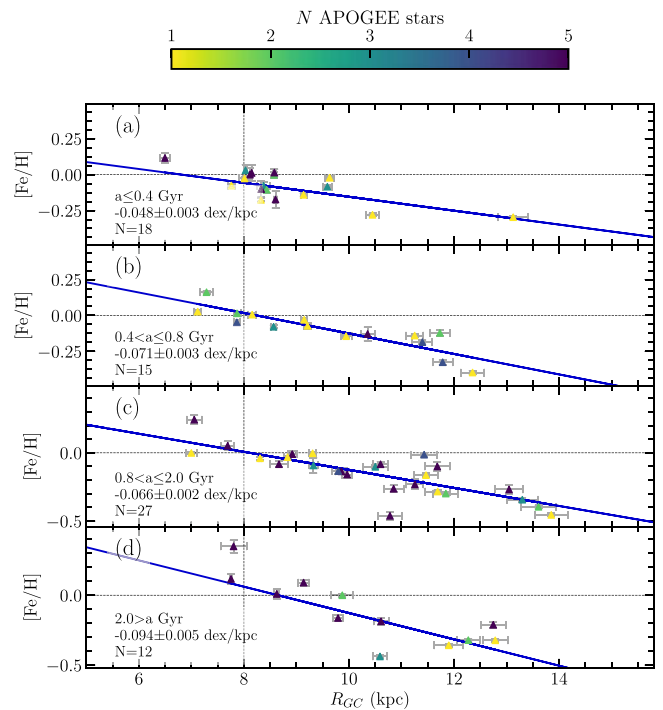 N APOGEE stars
1 2 3 4 5
(a)
[Fe/H]
0.25
0.00
−0.25
a≤0.4 Gyr
-0.048±0.003 dex/kpc
N=18
(b)
[Fe/H]
0.25
0.00
−0.25
0.4<a≤0.8 Gyr
-0.071±0.003 dex/kpc
N=15
(c)
[Fe/H]
0.0
−0.5
0.8<a≤2.0 Gyr
-0.066±0.002 dex/kpc
N=27
(d)
[Fe/H]
0.0
−0.5
2.0>a Gyr
-0.094±0.005 dex/kpc
N=12
6 8 10 12 14
R_{GC} (kpc)